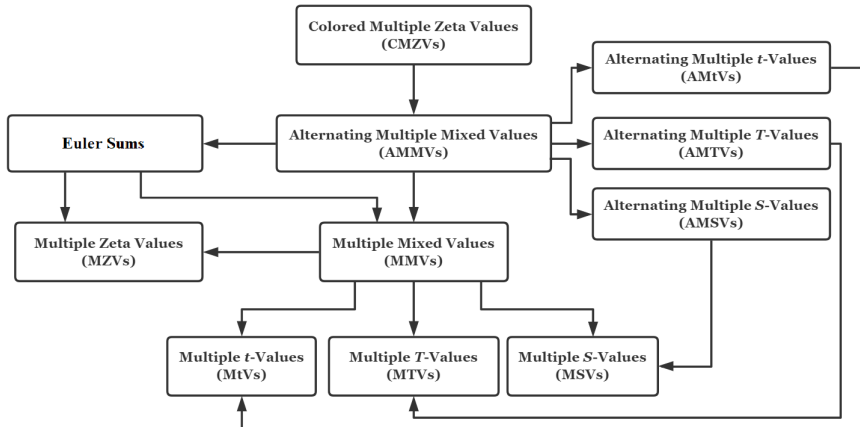 Colored Multiple Zeta Values
(CMZVs)
Alternating Multiple t-Values
(AMtVs)
Euler Sums
Alternating Multiple Mixed Values
(AMMVs)
Alternating Multiple T-Values
(AMTVs)
Alternating Multiple S-Values
(AMSVs)
Multiple Zeta Values
(MZVs)
Multiple Mixed Values
(MMVs)
Multiple t-Values
(MtVs)
Multiple T-Values
(MTVs)
Multiple S-Values
(MSVs)